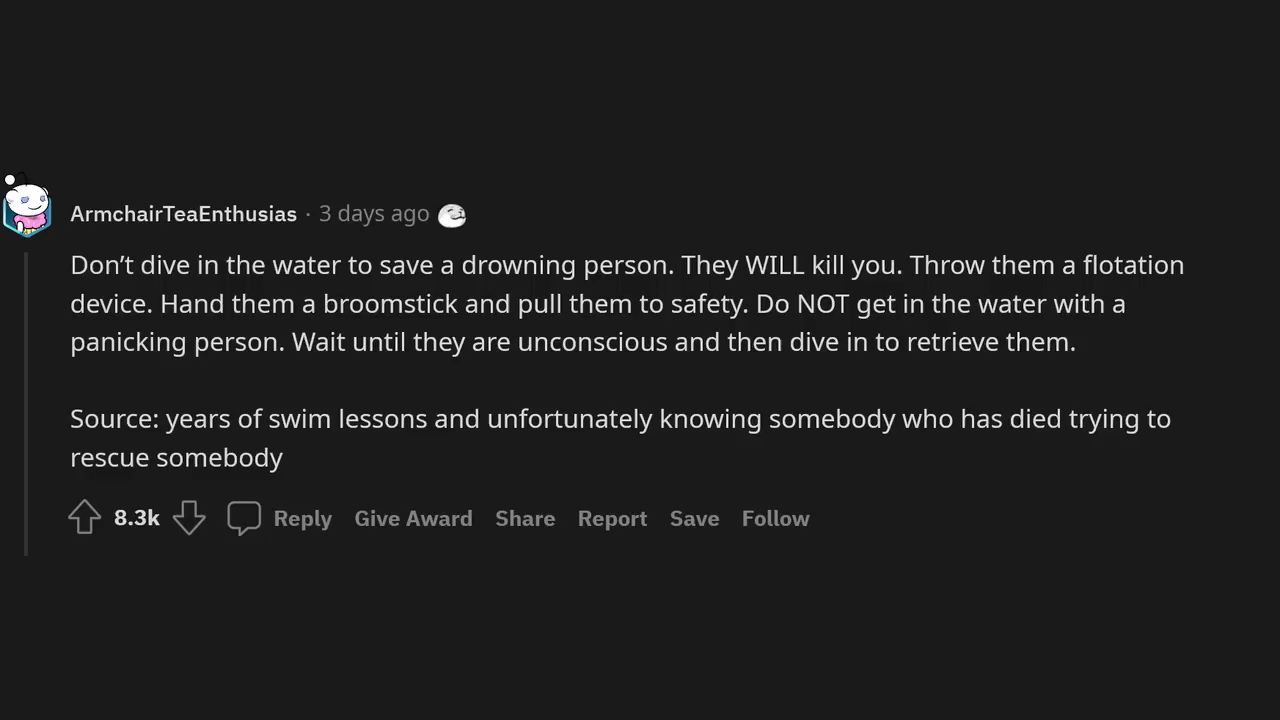 ArmchairTeaEnthusias · 3 days ago
Don’t dive in the water to save a drowning person. They WILL kill you. Throw them a flotation
device. Hand them a broomstick and pull them to safety. Do NOT get in the water with a
panicking person. Wait until they are unconscious and then dive in to retrieve them.
Source: years of swim lessons and unfortunately knowing somebody who has died trying to
rescue somebody
8.3k Reply Give Award Share Report Save Follow